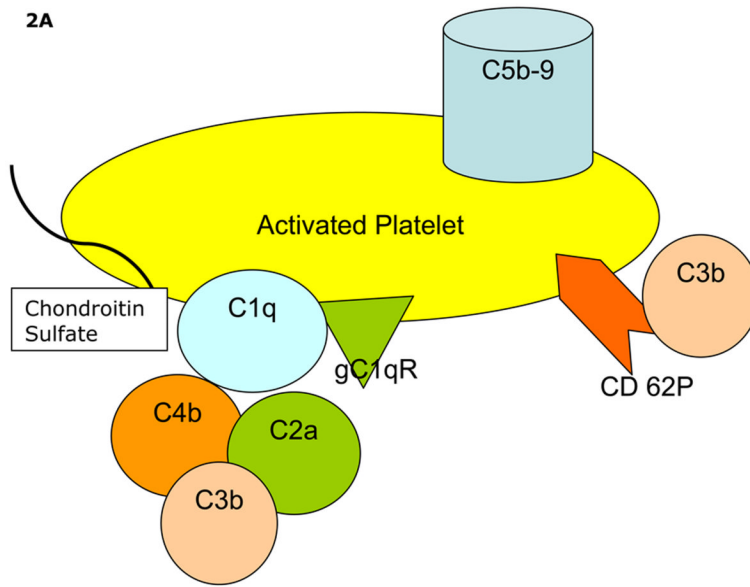 2A
C5b-9
Activated Platelet
C3b
Chondroitin
Sulfate
C1q
gC1qR
CD 62P
C4b
C2a
C3b